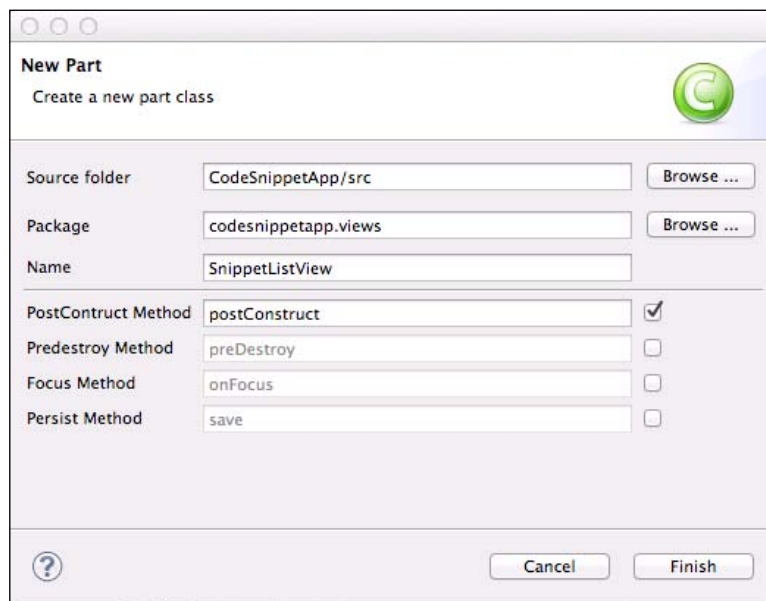 New Part
Create a new part class
C
Source folder CodeSnippetApp/src Browse ...
Package codesnippetapp.views Browse ...
Name SnippetListView
PostContruct Method postConstruct
Predestroy Method preDestroy
Focus Method onFocus
Persist Method save
? Cancel Finish